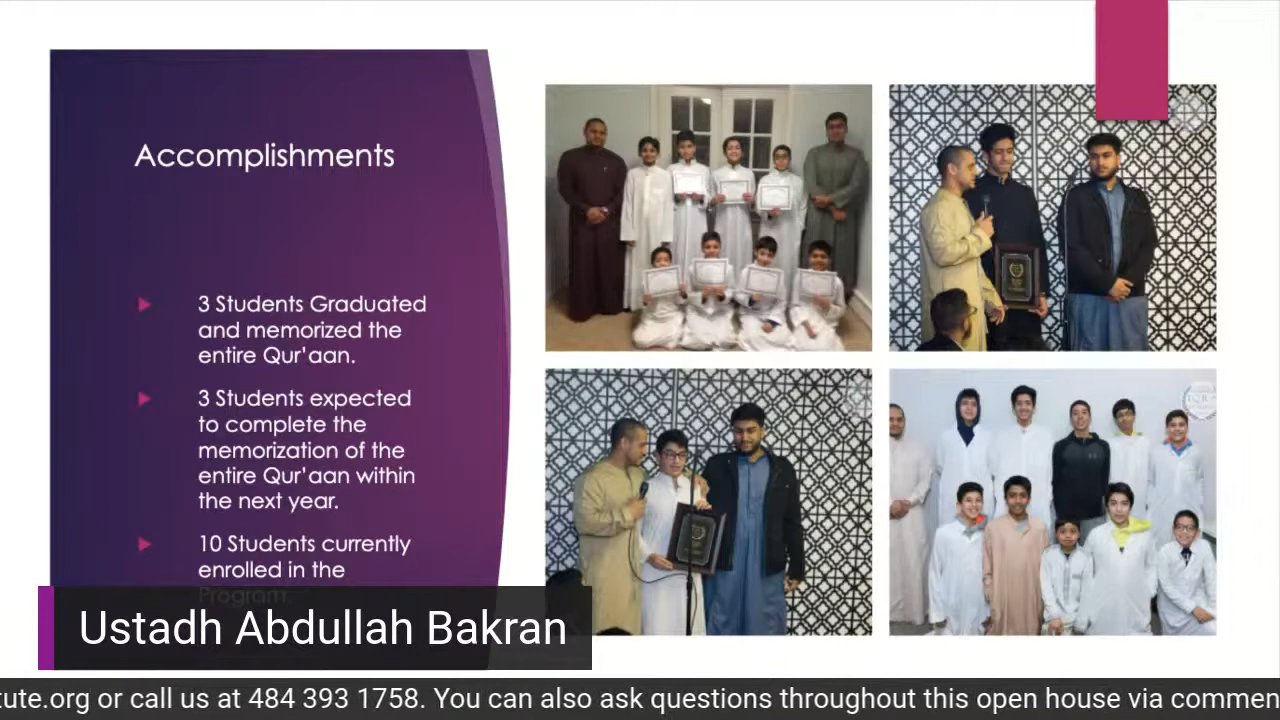 Accomplishments
3 Students Graduated
and memorized the
entire Qur'aan.
3 Students expected
to complete the
memorization of the
entire Qur'aan within
the next year.
10 Students currently
enrolled in the
Program.
Ustadh Abdullah Bakran
tute.org or call us at 484 393 1758. You can also ask questions throughout this open house via commen
IQRA